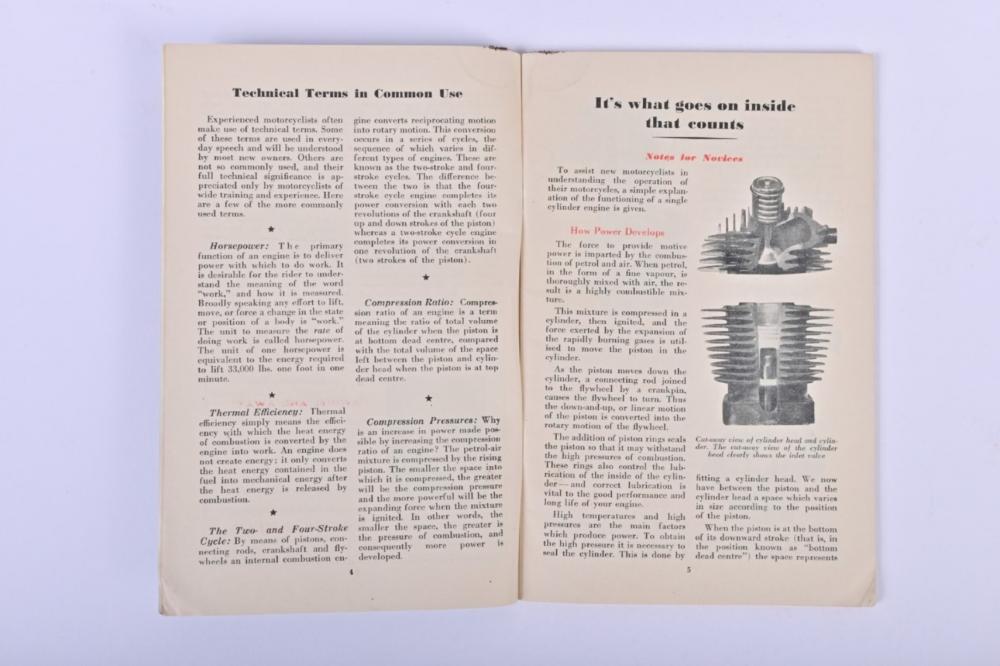 Technical Terms in Common Use
Experienced motorcyclists often
make use of technical terms. Some
of these terms are used in every-
day speech and will be understood
by most new owners. Others are
not so commonly used, and their
full technical significance is ap-
preciated only by motorcyclists of
wide training and experience. Here
are a few of the more commonly
used terms.
★
Horsepower: The primary
function of an engine is to deliver
power with which to do work. It
is desirable for the rider to under-
stand the meaning of the word
"work," and how it is measured.
Broadly speaking any effort to lift,
move, or force a change in the state
or position of a body is "work."
The unit to measure the rate of
doing work is called horsepower.
The unit of one horsepower is
equivalent to the energy required
to lift 33,000 lbs. one foot in one
minute.
★
Thermal Efficiency: Thermal
efficiency simply means the effici-
ency with which the heat energy
of combustion is converted by the
engine into work. An engine does
not create energy; it only converts
the heat energy contained in the
fuel into mechanical energy after
the heat energy is released by
combustion.
★
The Two- and Four-Stroke
Cycle: By means of pistons, con-
necting rods, crankshaft and fly-
wheels an internal combustion en-
gine converts reciprocating motion
into rotary motion. This conversion
occurs in a series of cycles, the
sequence of which varies in dif-
ferent types of engines. These are
known as the two-stroke and four-
stroke cycles. The difference be-
tween the two is that the four-
stroke cycle engine completes its
power conversion with each two
revolutions of the crankshaft (four
up and down strokes of the piston)
whereas a two-stroke cycle engine
completes its power conversion in
one revolution of the crankshaft
(two strokes of the piston).
★
Compression Ratio: Compres-
sion ratio of an engine is a term
meaning the ratio of total volume
of the cylinder when the piston is
at bottom dead centre, compared
with the total volume of the space
left between the piston and cylin-
der head when the piston is at top
dead centre.
★
Compression Pressures: Why
is an increase in power made pos-
sible by increasing the compression
ratio of an engine? The petrol-air
mixture is compressed by the rising
piston. The smaller the space into
which it is compressed, the greater
will be the compression pressure
and the more powerful will be the
expanding force when the mixture
is ignited. In other words, the
smaller the space, the greater is
the pressure of combustion, and
consequently more power is
developed.
4
It's what goes on inside
that counts
Notes for Novices
To assist new motorcyclists in
understanding the operation of
their motorcycles, a simple explan-
ation of the functioning of a single
cylinder engine is given.
How Power Develops
The force to provide motive
power is imparted by the combus-
tion of petrol and air. When petrol,
in the form of a fine vapour, is
thoroughly mixed with air, the re-
sult is a highly combustible mix-
ture.
This mixture is compressed in a
cylinder, then ignited, and the
force exerted by the expansion of
the rapidly burning gases is util-
ised to move the piston in the
cylinder.
As the piston moves down the
cylinder, a connecting rod joined
to the flywheel by a crankpin,
causes the flywheel to turn. Thus
the down-and-up, or linear motion
of the piston is converted into the
rotary motion of the flywheel.
The addition of piston rings seals
the piston so that it may withstand
the high pressures of combustion.
These rings also control the lub-
rication of the inside of the cylin-
der—and correct lubrication is
vital to the good performance and
long life of your engine.
High temperatures and high
pressures are the main factors
which produce power. To obtain
the high pressure it is necessary to
seal the cylinder. This is done by
Cut-away view of cylinder head and cylin-
der. The cut-away view of the cylinder
head clearly shows the inlet valve
fitting a cylinder head. We now
have between the piston and the
cylinder head a space which varies
in size according to the position
of the piston.
When the piston is at the bottom
of its downward stroke (that is, in
the position known as "bottom
dead centre") the space represents
5